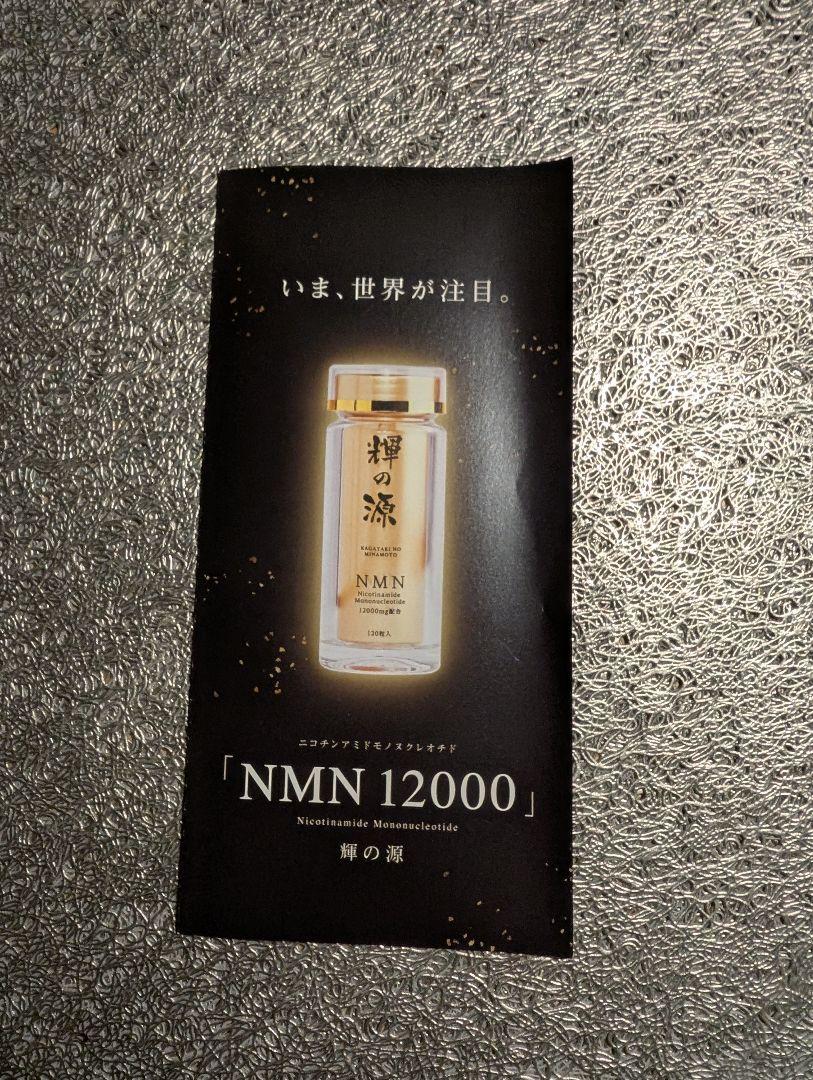 いま、世界が注目。
輝の源
KAGAYAKI NO
MINAMOTO
NMN
Nicotinamide
Mononucleotide
12000mg配合
120粒入
ニコチンアミドモノヌクレオチド
「NMN 12000」
Nicotinamide Mononucleotide
輝の源